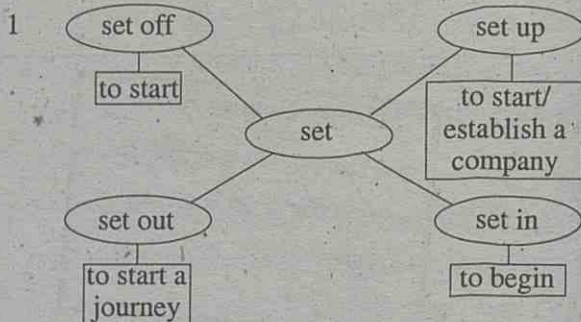 1
set off
set up
to start
to start/
establish a
company
set
set out
set in
to start a
journey
to begin